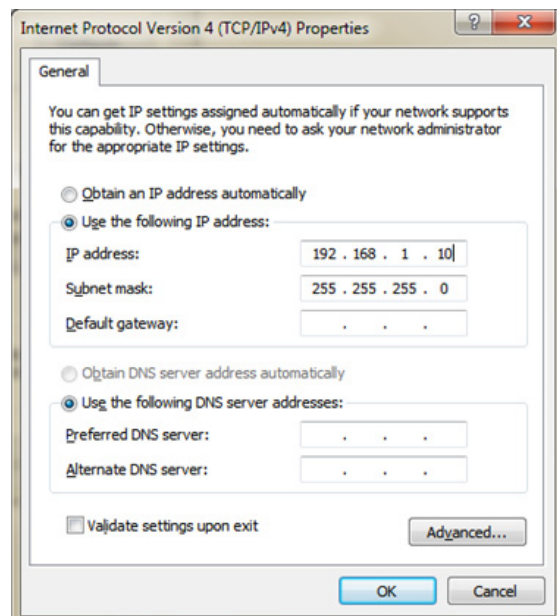 Internet Protocol Version 4 (TCP/IPv4) Properties
General
You can get IP settings assigned automatically if your network supports
this capability. Otherwise, you need to ask your network administrator
for the appropriate IP settings.
Obtain an IP address automatically
Use the following IP address:
IP address: 192 . 168 . 1 . 10
Subnet mask: 255 . 255 . 255 . 0
Default gateway: . . .
Obtain DNS server address automatically
Use the following DNS server addresses:
Preferred DNS server: . . .
Alternate DNS server: . . .
Validate settings upon exit
Advanced...
OK Cancel